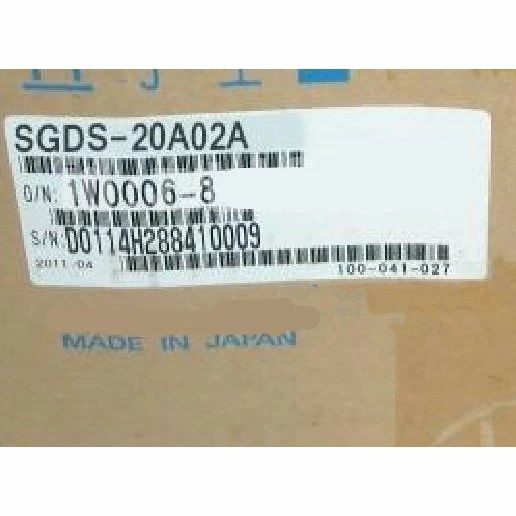 SGDS-20A02A
O/N. 1W0006-8
S/N. D0114H288410009
2011 04
100-041-027
MADE IN JAPAN